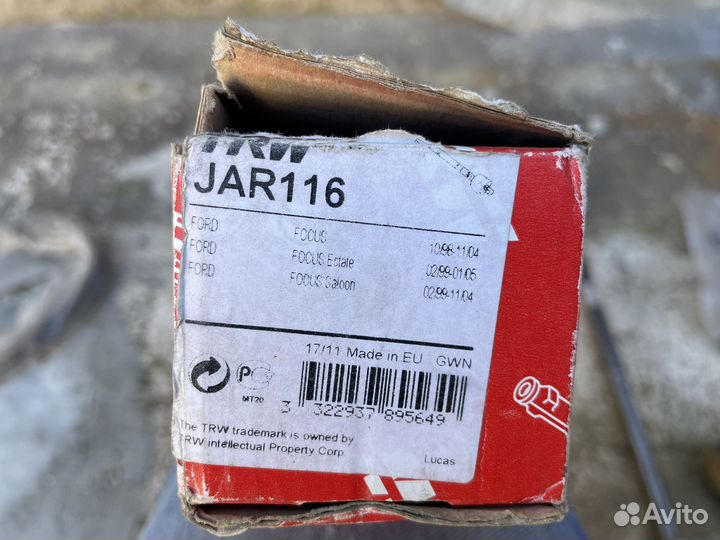 TRW
JAR116
FORD FOCUS 10/98-11/04
FORD FOCUS Estate 02/99-01/05
FORD FOCUS Saloon 02/99-11/04
17/11 Made in EU GWN
PG
MT20
3 322937 895649
The TRW trademark is owned by
TRW Intellectual Property Corp.
Lucas
Avito